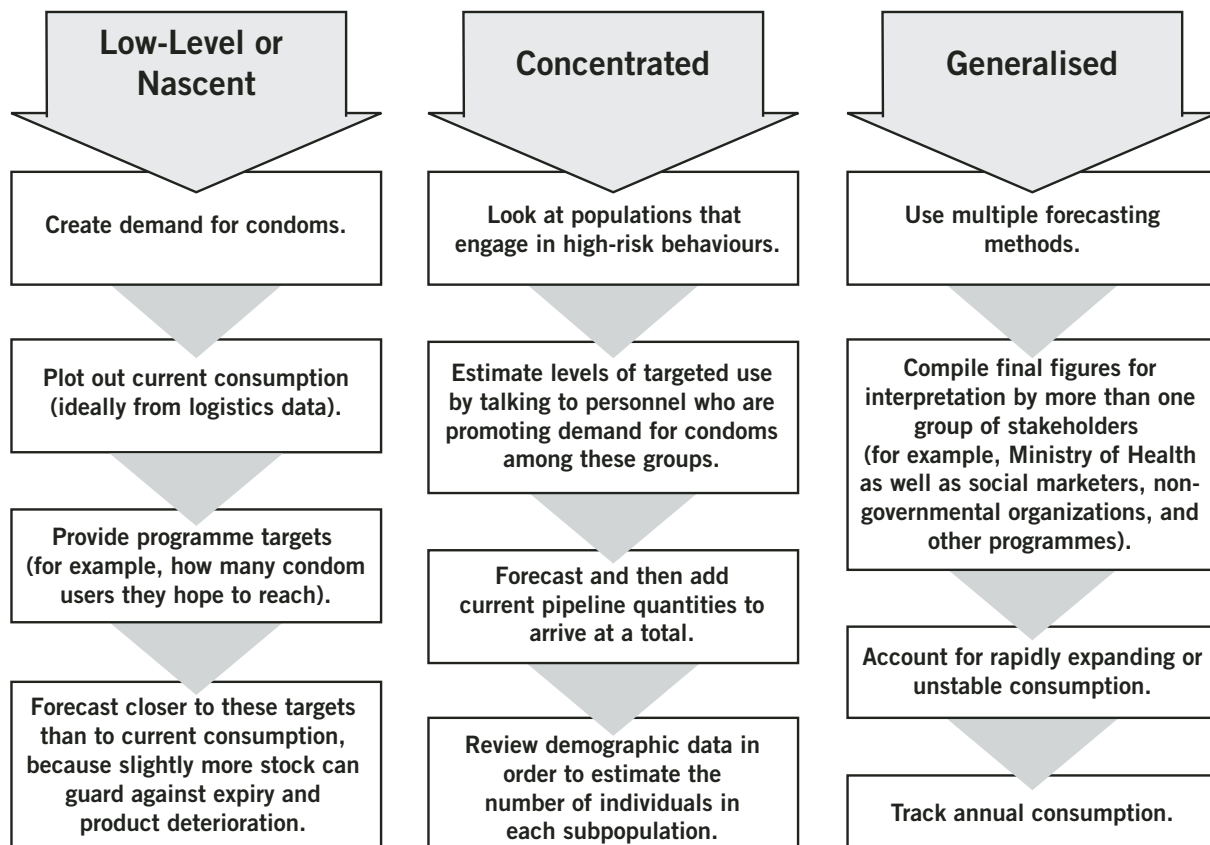 Low-Level or
Nascent
Create demand for condoms.
Plot out current consumption
(ideally from logistics data).
Provide programme targets
(for example, how many condom
users they hope to reach).
Forecast closer to these targets
than to current consumption,
because slightly more stock can
guard against expiry and
product deterioration.
Concentrated
Look at populations that
engage in high-risk behaviours.
Estimate levels of targeted use
by talking to personnel who are
promoting demand for condoms
among these groups.
Forecast and then add
current pipeline quantities to
arrive at a total.
Review demographic data in
order to estimate the
number of individuals in
each subpopulation.
Generalised
Use multiple forecasting
methods.
Compile final figures for
interpretation by more than one
group of stakeholders
(for example, Ministry of Health
as well as social marketers, non-
governmental organizations, and
other programmes).
Account for rapidly expanding or
unstable consumption.
Track annual consumption.